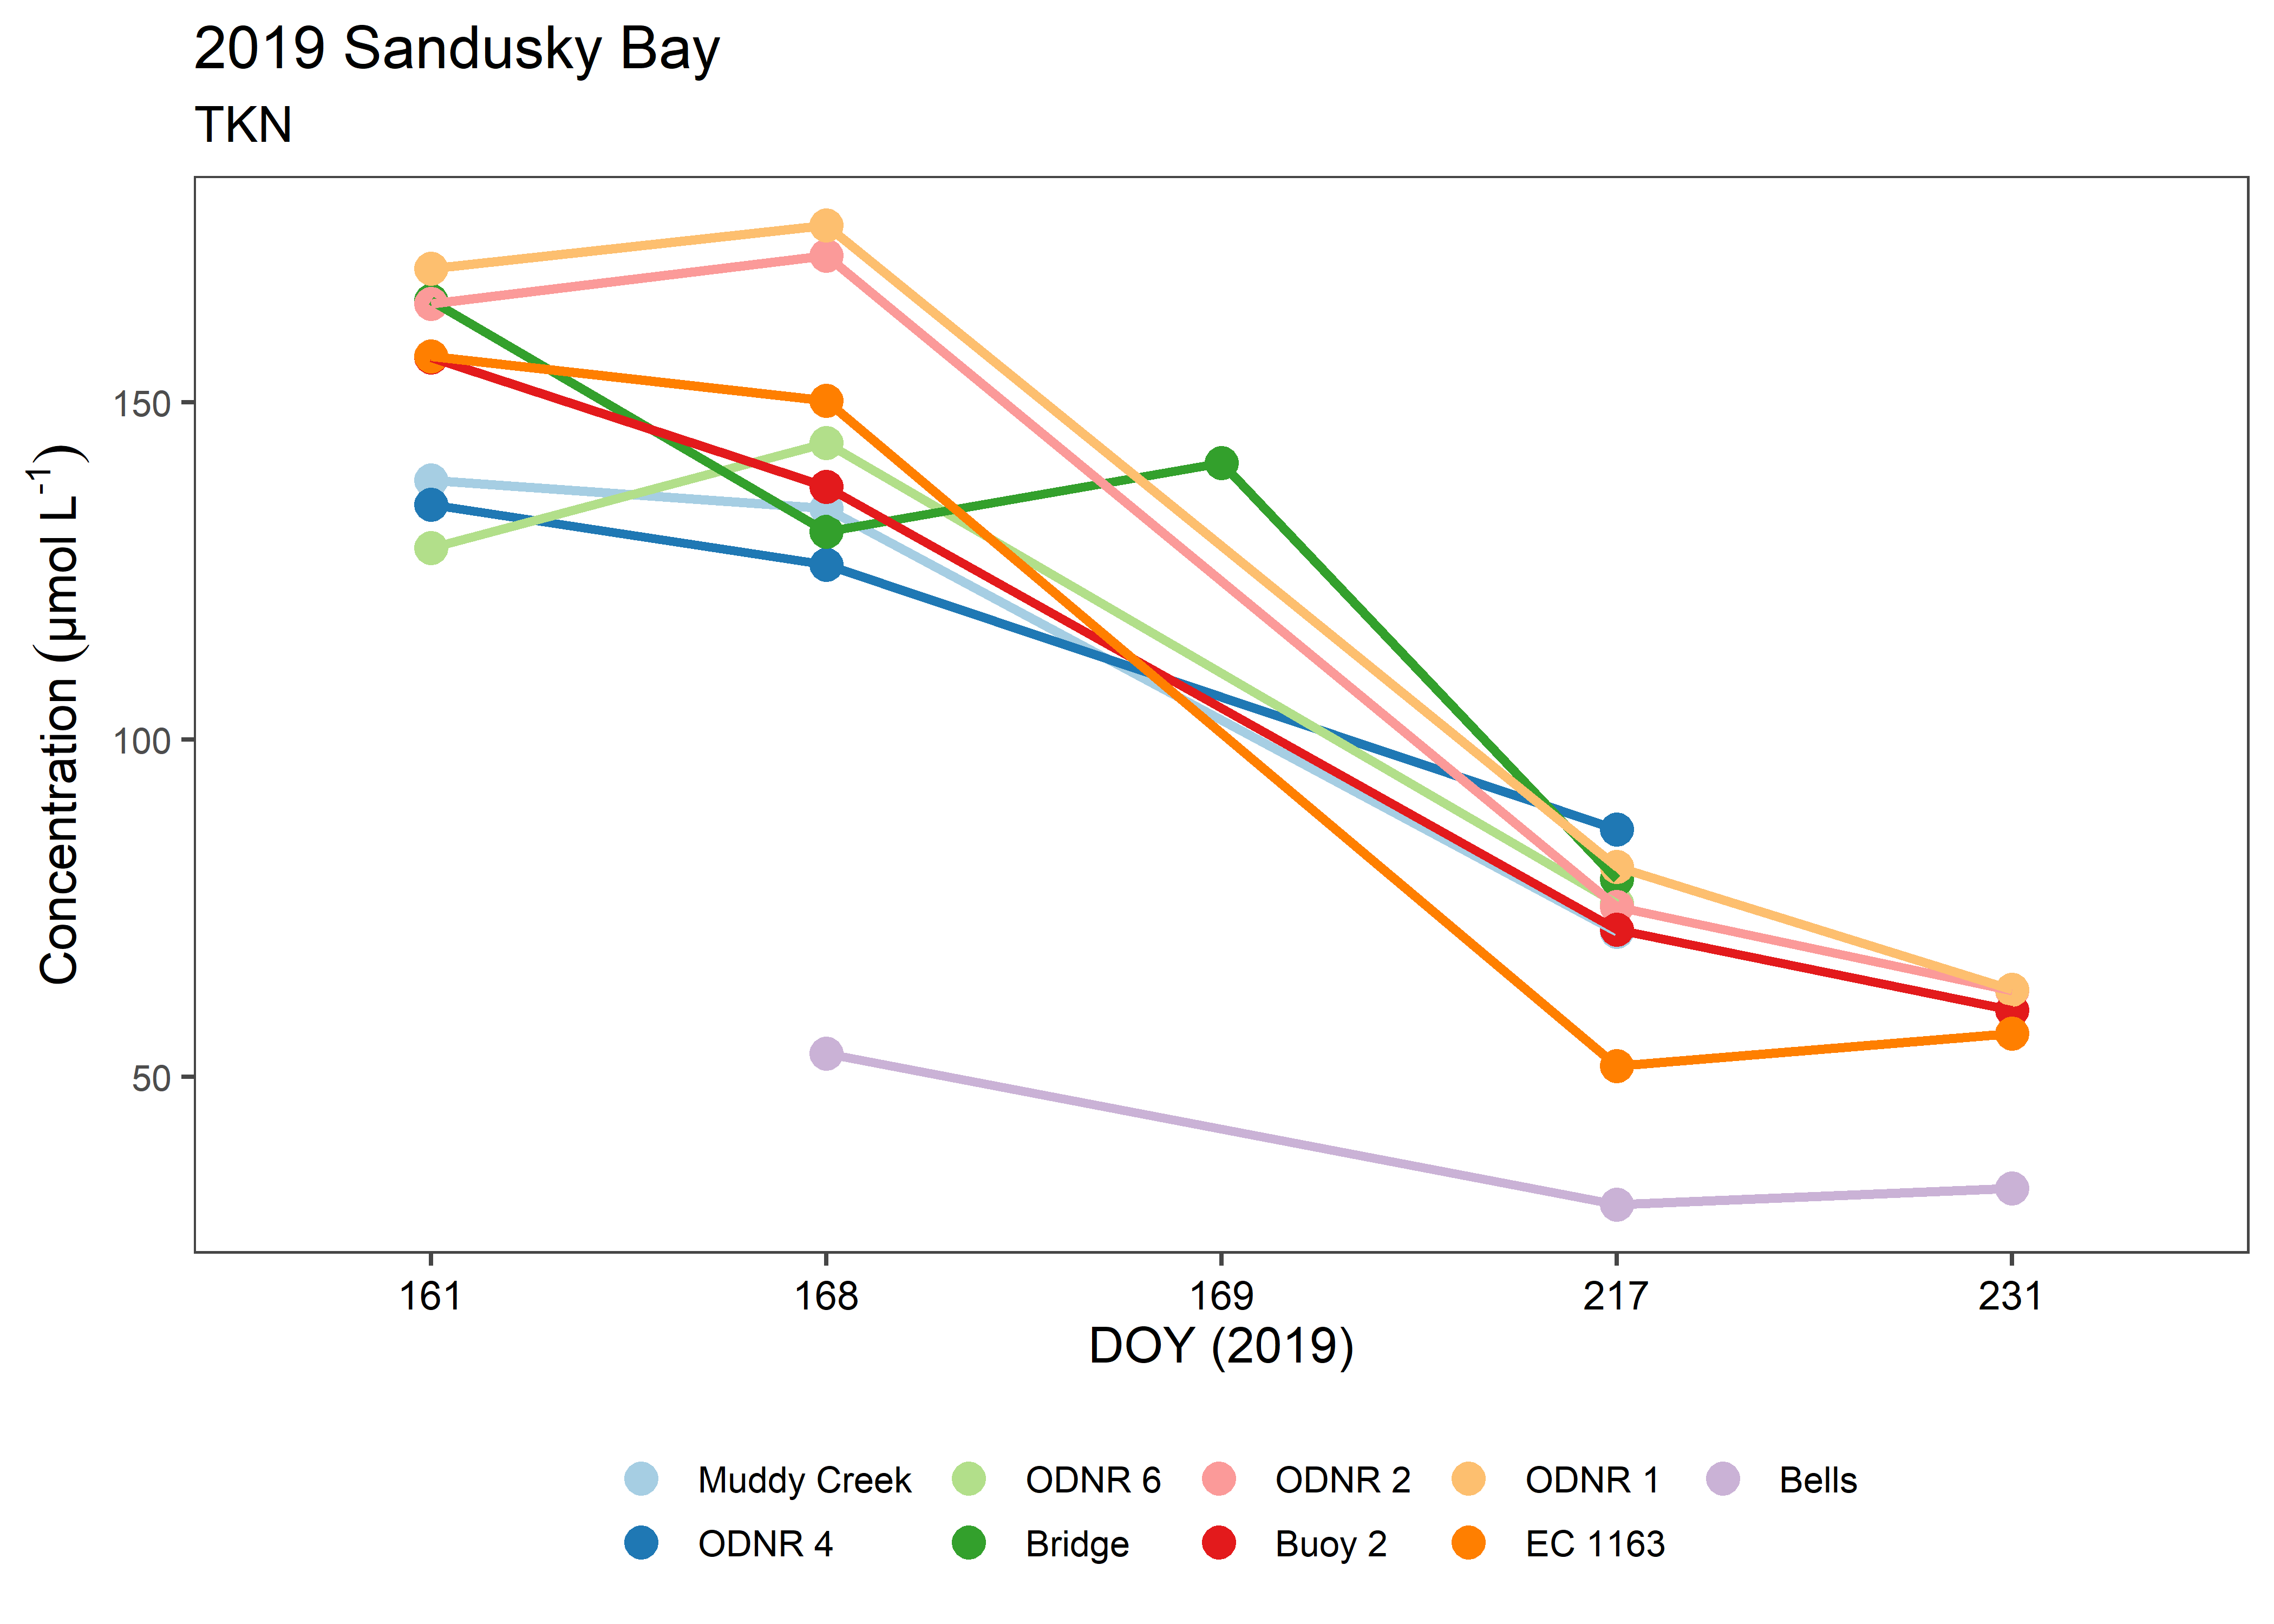 2019 Sandusky Bay
TKN
Concentration (µmol L⁻¹)
150
100
50
161 168 169 217 231
DOY (2019)
Muddy Creek ODNR 6 ODNR 2 ODNR 1 Bells
ODNR 4 Bridge Buoy 2 EC 1163